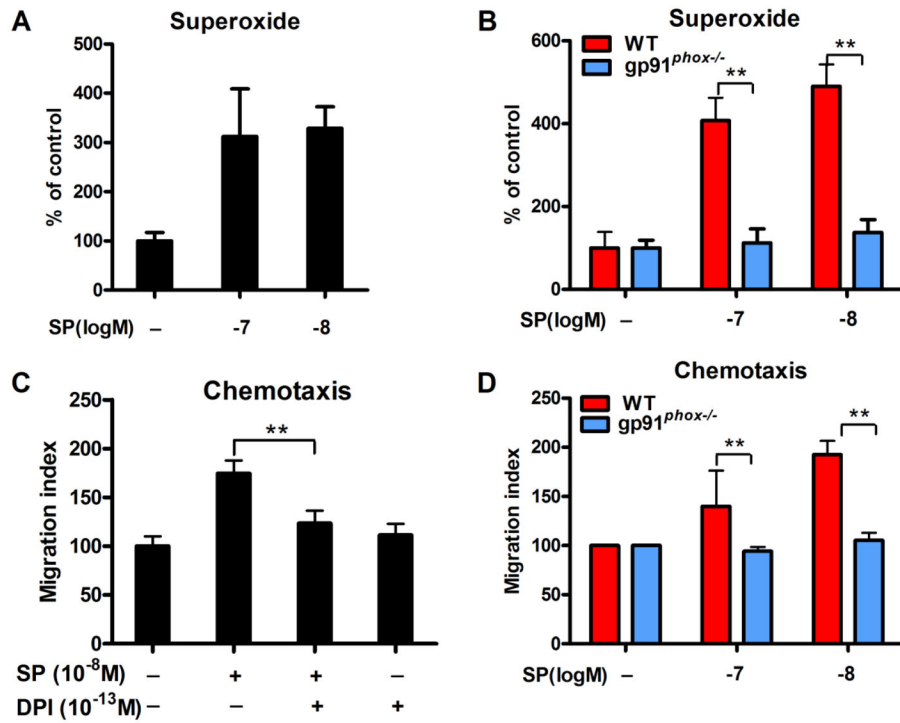 A
Superoxide
% of control
500
400
300
200
100
0
SP(logM) – -7 -8
B
Superoxide
WT
gp91phox-/-
% of control
600
400
200
0
** **
SP(logM) – -7 -8
C
Chemotaxis
Migration index
250
200
150
100
50
0
**
SP (10-8M) – + + –
DPI (10-13M) – – + +
D
Chemotaxis
WT
gp91phox-/-
Migration index
250
200
150
100
50
0
** **
SP(logM) – -7 -8